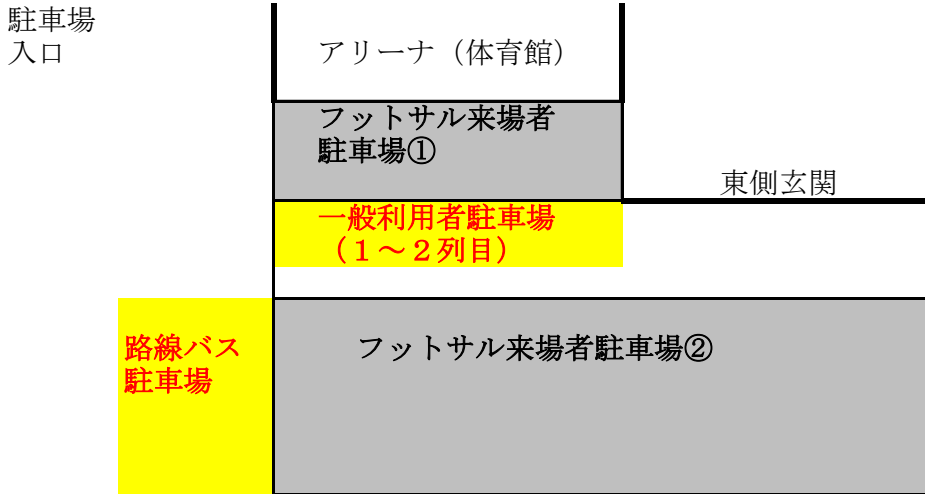 駐車場
入口
アリーナ（体育館）
フットサル来場者
駐車場①
東側玄関
一般利用者駐車場
（１～２列目）
路線バス
駐車場
フットサル来場者駐車場②